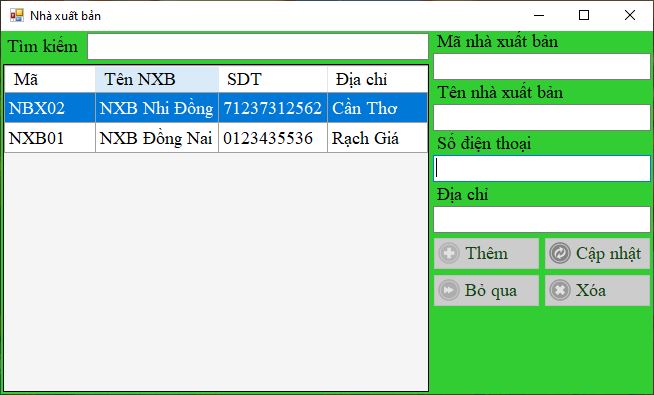 Nhà xuất bản
Tìm kiếm
Mã Tên NXB SDT Địa chỉ
NBX02 NXB Nhi Đồng 71237312562 Cần Thơ
NXB01 NXB Đồng Nai 0123435536 Rạch Giá
Mã nhà xuất bản
Tên nhà xuất bản
Số điện thoại
Địa chỉ
Thêm Cập nhật
Bỏ qua Xóa